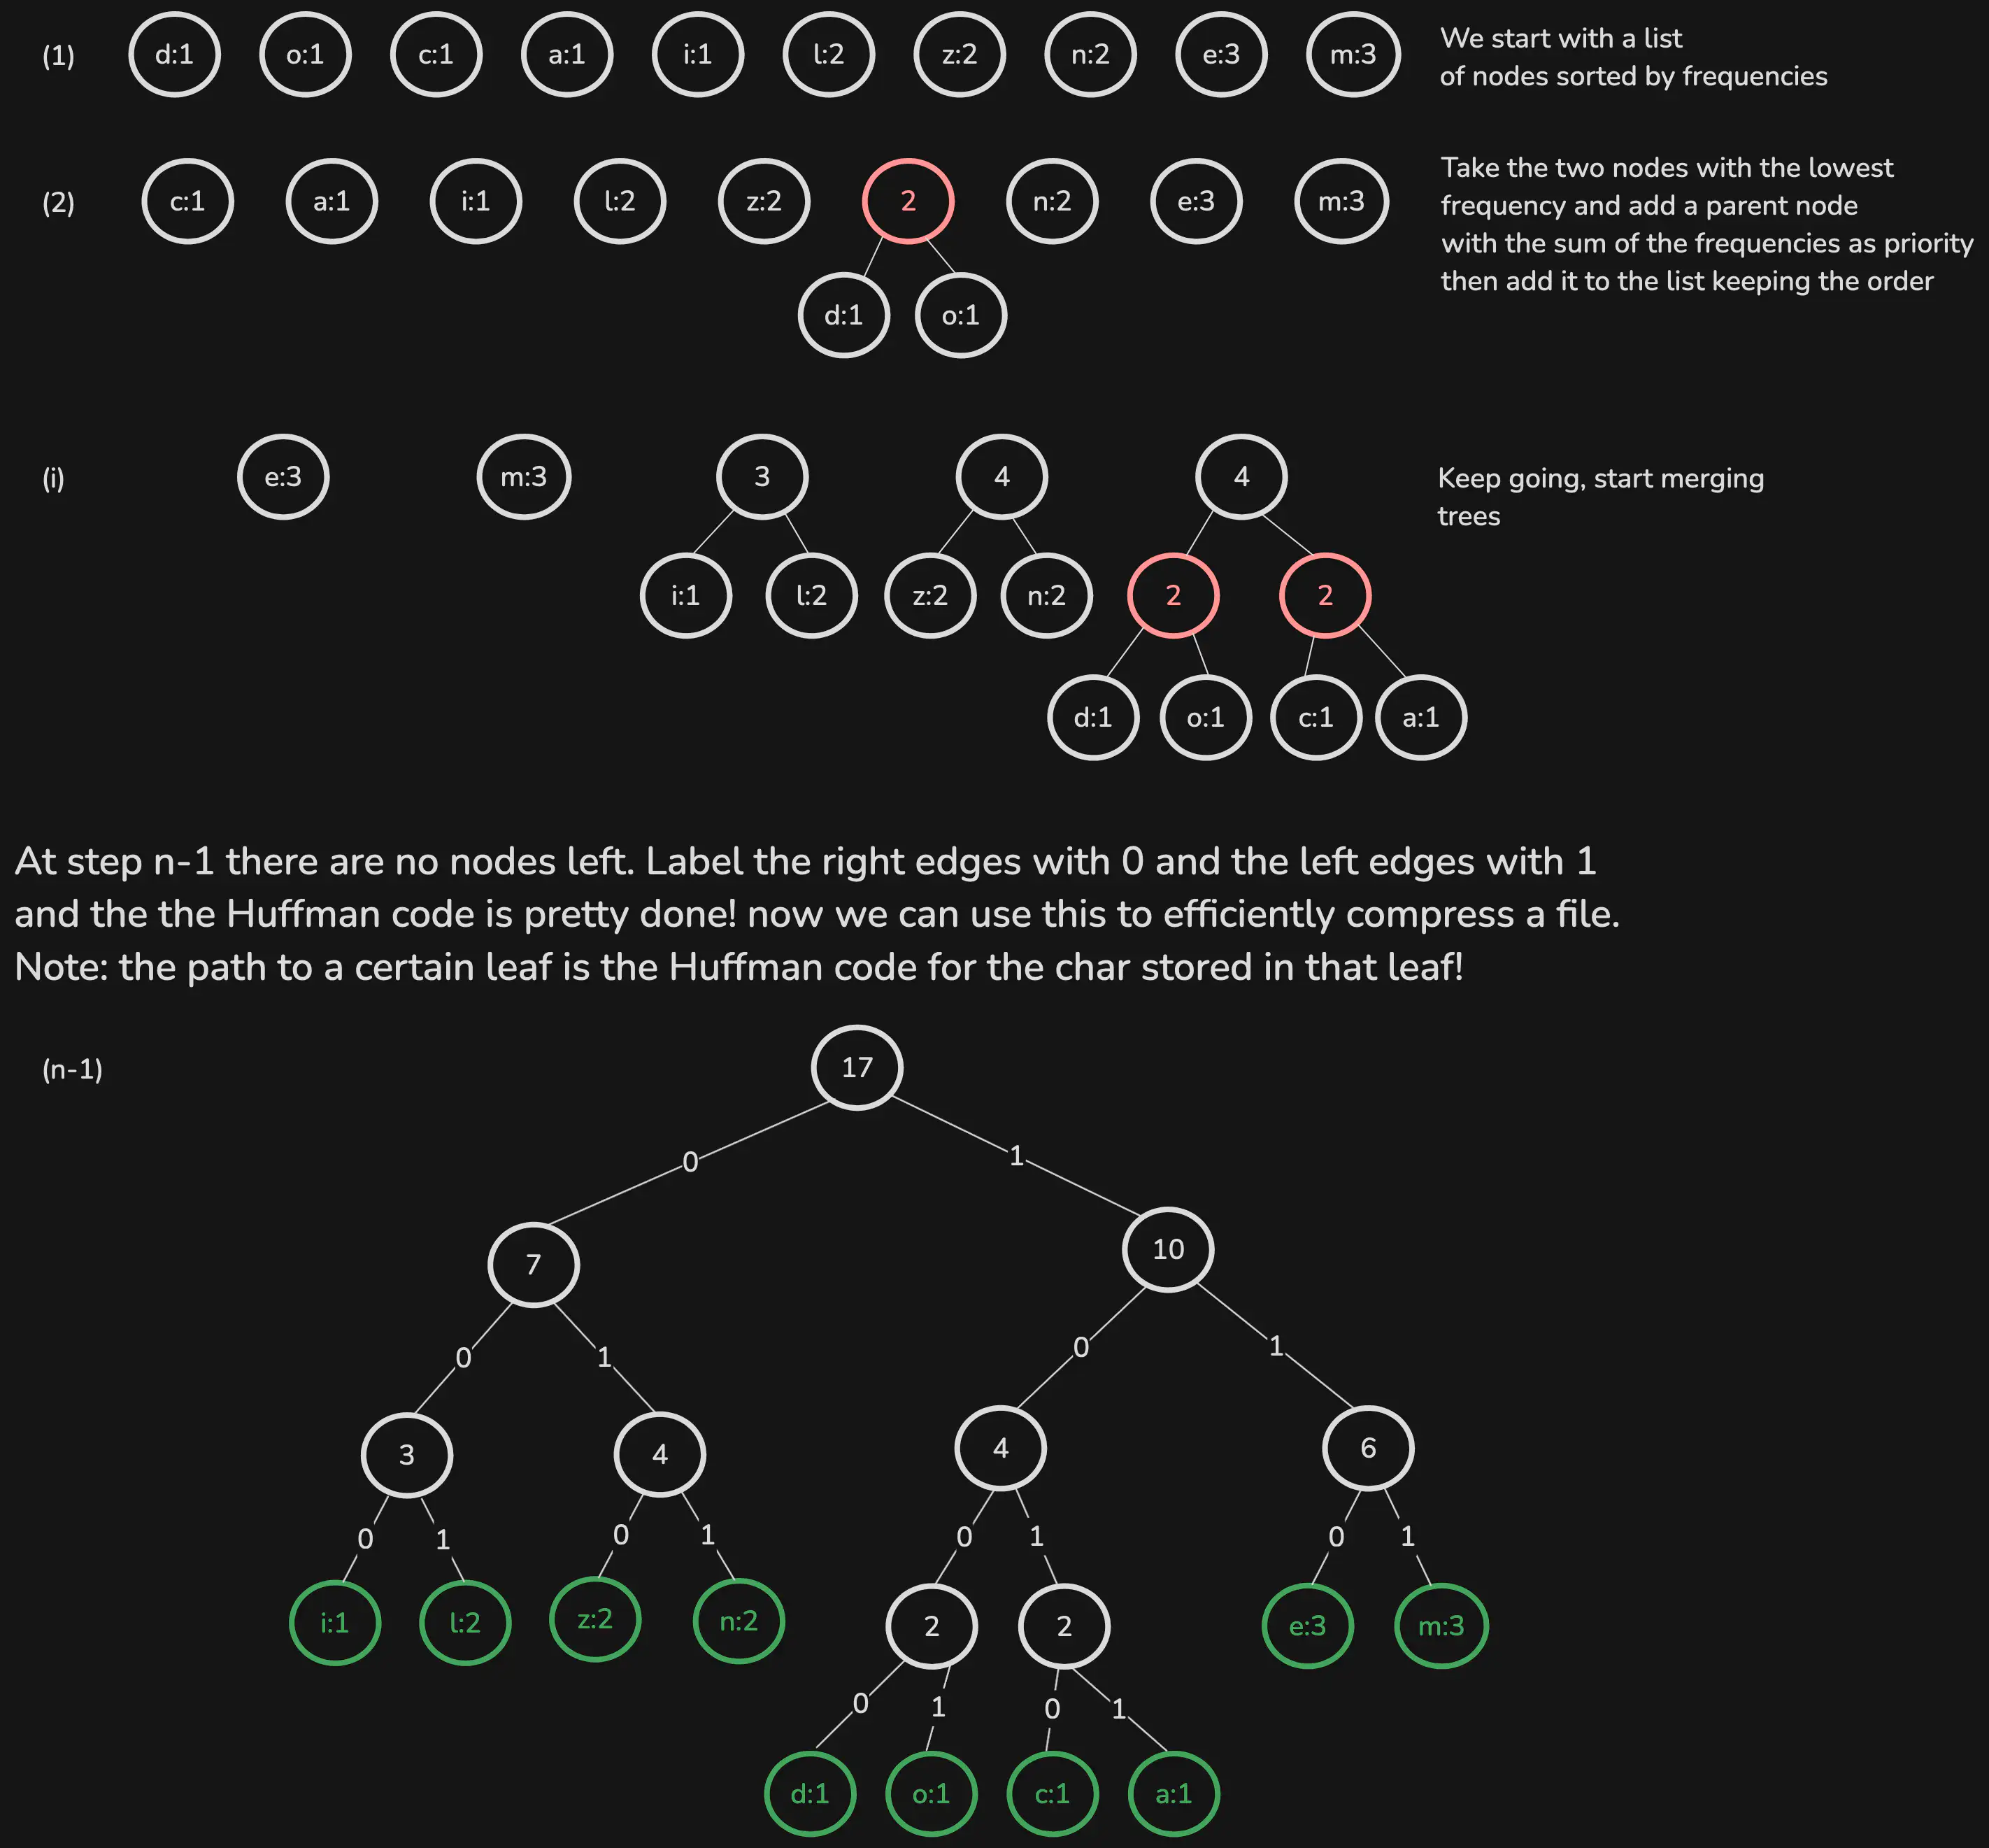 (1) d:1 o:1 c:1 a:1 i:1 l:2 z:2 n:2 e:3 m:3
We start with a list
of nodes sorted by frequencies
(2) c:1 a:1 i:1 l:2 z:2 2 n:2 e:3 m:3
d:1 o:1
Take the two nodes with the lowest
frequency and add a parent node
with the sum of the frequencies as priority
then add it to the list keeping the order
(i) e:3 m:3 3 4 4
i:1 l:2 z:2 n:2 2 2
d:1 o:1 c:1 a:1
Keep going, start merging
trees
At step n-1 there are no nodes left. Label the right edges with 0 and the left edges with 1
and the the Huffman code is pretty done! now we can use this to efficiently compress a file.
Note: the path to a certain leaf is the Huffman code for the char stored in that leaf!
(n-1) 17
0 1
7 10
0 1 0 1
3 4 4 6
0 1 0 1 0 1 0 1
i:1 l:2 z:2 n:2 2 2 e:3 m:3
0 1 0 1
d:1 o:1 c:1 a:1